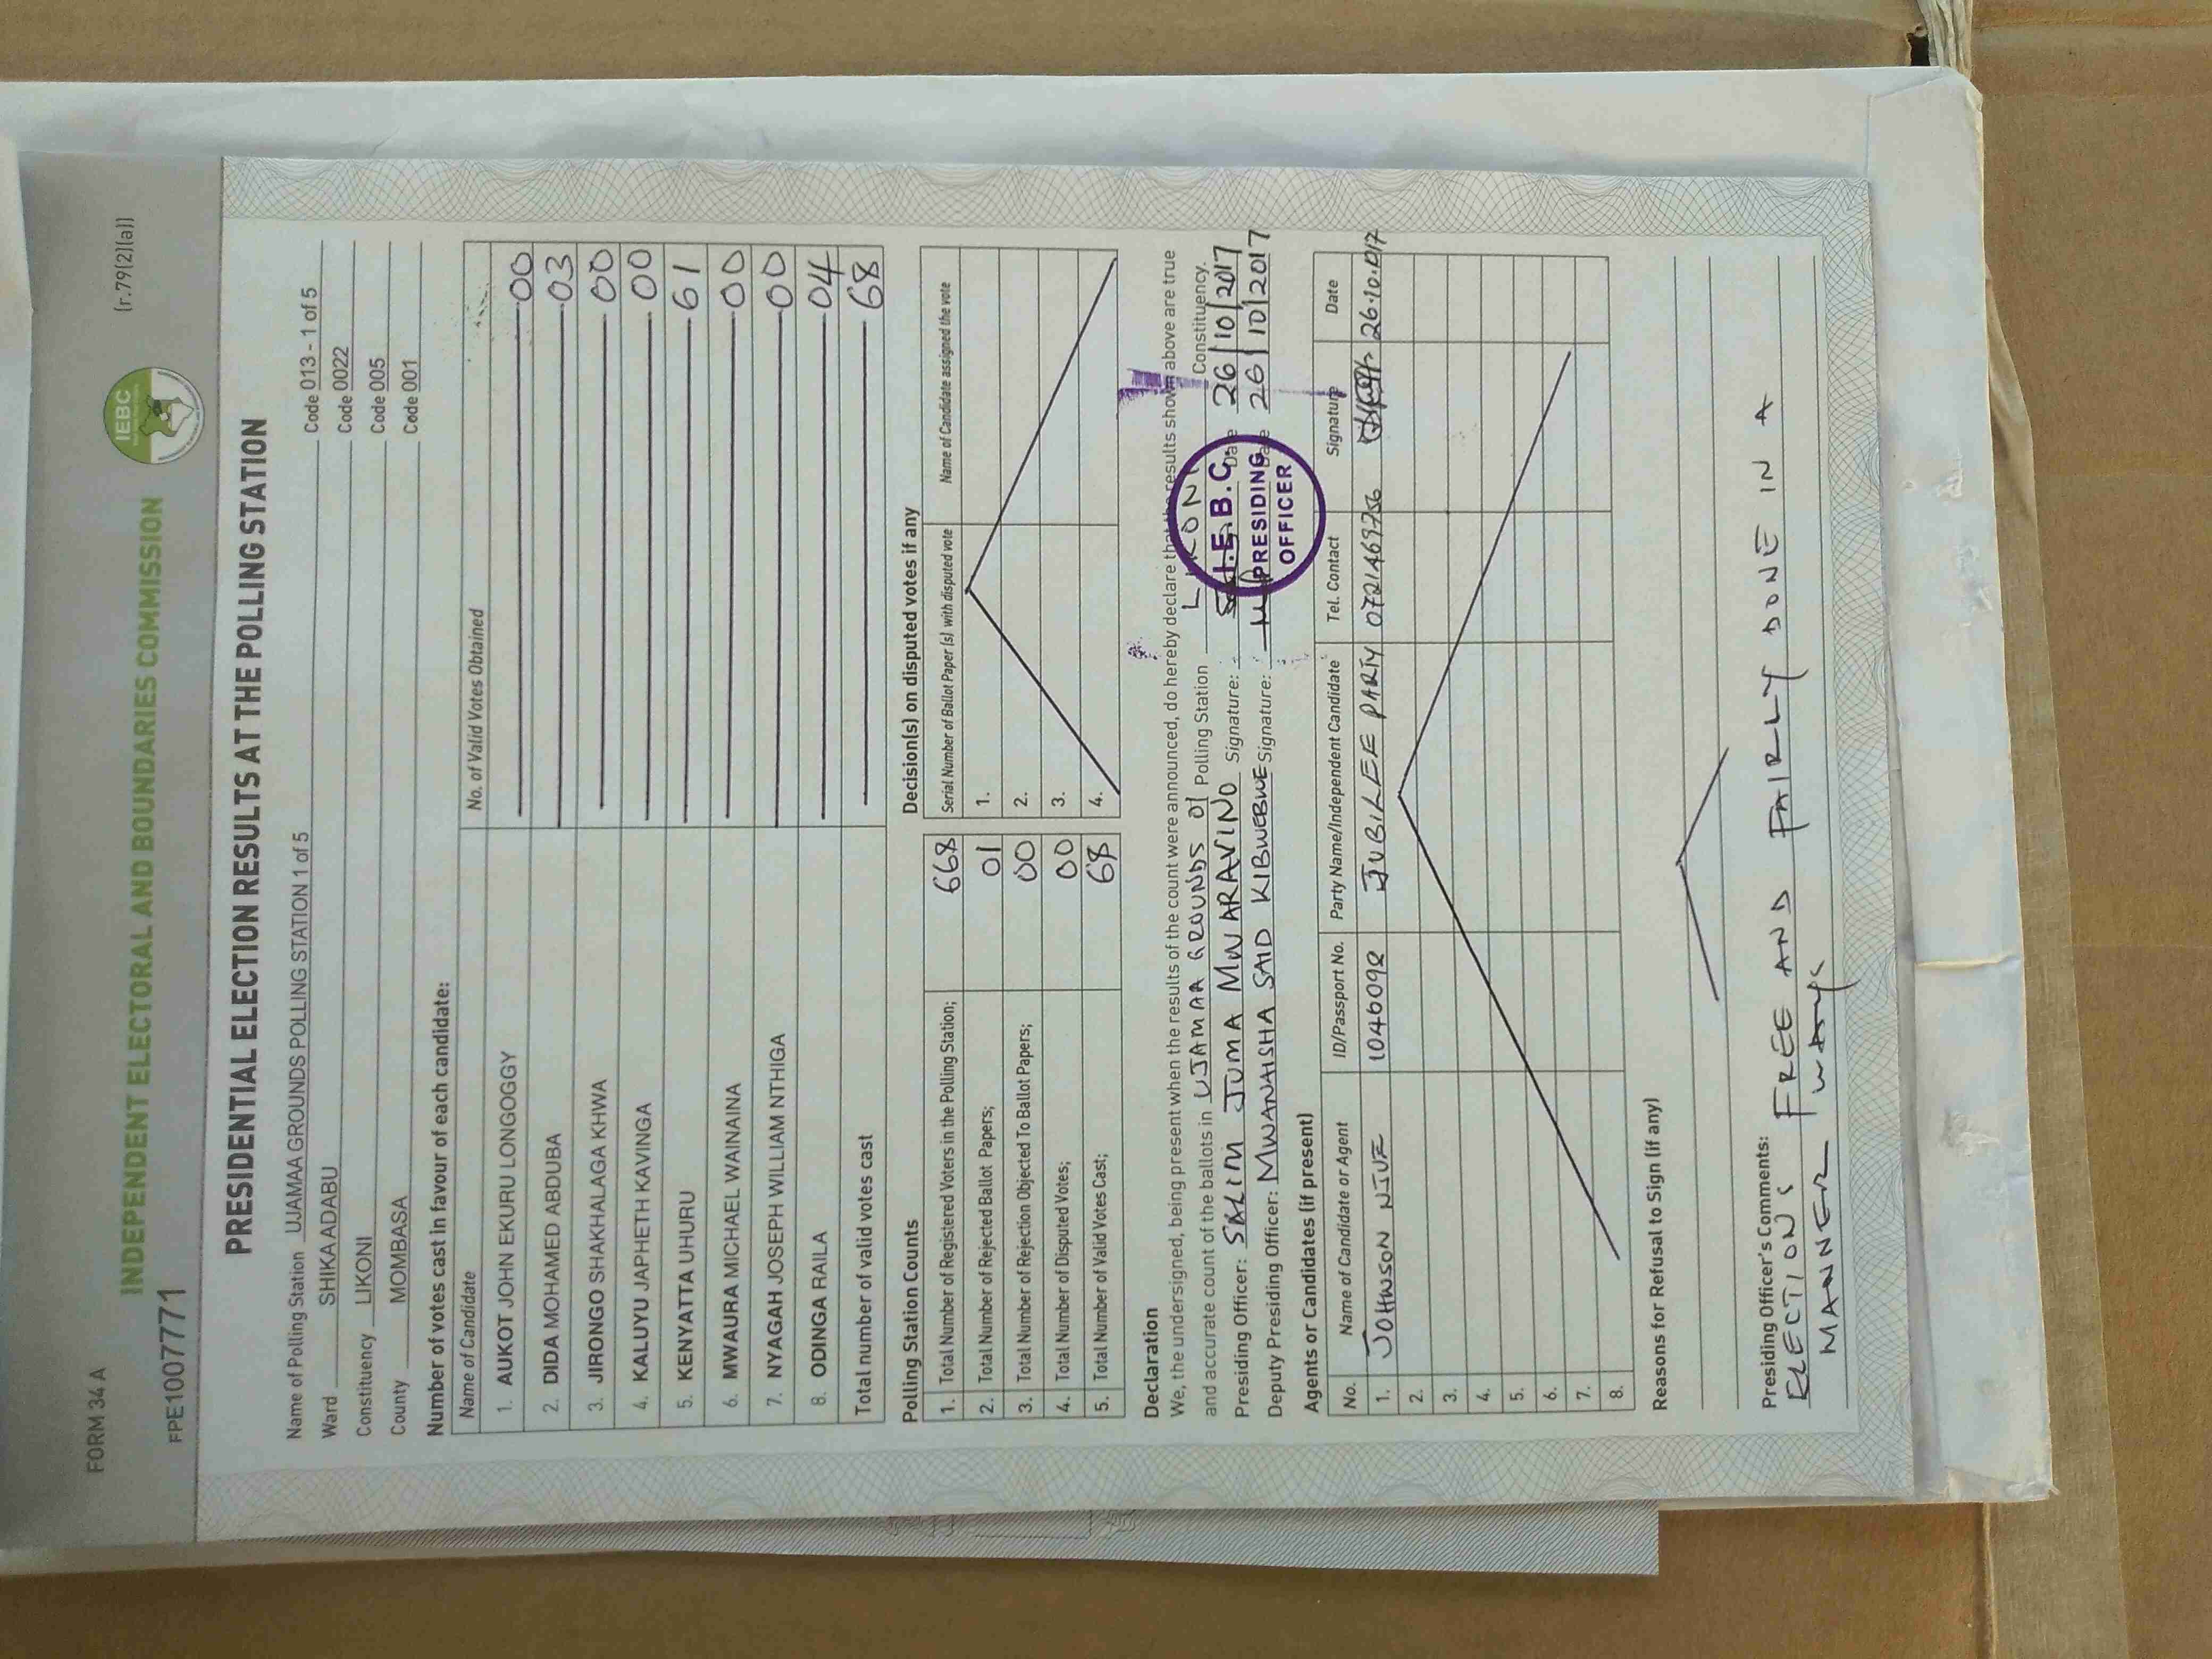 FORM 34 A
(r.79(2)(a))
IEBC
INDEPENDENT ELECTORAL AND BOUNDARIES COMMISSION
FPE1007771
PRESIDENTIAL ELECTION RESULTS AT THE POLLING STATION
Name of Polling Station UJAMAA GROUNDS POLLING STATION 1 of 5 Code 013 - 1 of 5
Ward SHIKA ADABU Code 0022
Constituency LIKONI Code 005
County MOMBASA Code 001
Number of votes cast in favour of each candidate:
Name of Candidate No. of Valid Votes Obtained
1. AUKOT JOHN EKURU LONGOGGY 00
2. DIDA MOHAMED ABDUBA 03
3. JIRONGO SHAKHALAGA KHWA 00
4. KALUYU JAPHETH KAVINGA 00
5. KENYATTA UHURU 61
6. MWAURA MICHAEL WAINAINA 00
7. NYAGAH JOSEPH WILLIAM NTHIGA 00
8. ODINGA RAILA 04
Total number of valid votes cast 68
Polling Station Counts
1. Total Number of Registered Voters in the Polling Station; 668
2. Total Number of Rejected Ballot Papers; 01
3. Total Number of Rejection Objected To Ballot Papers; 00
4. Total Number of Disputed Votes; 00
5. Total Number of Valid Votes Cast; 68
Decision(s) on disputed votes if any
Serial Number of Ballot Paper (s) with disputed vote Name of Candidate assigned the vote
1.
2.
3.
4.
Declaration
We, the undersigned, being present when the results of the count were announced, do hereby declare that the results shown above are true
and accurate count of the ballots in UJAMAA GROUNDS 01 Polling Station LIKONI Constituency.
Presiding Officer: SALIM JUMA MWARAVINO Signature: Date 26/10/2017
Deputy Presiding Officer: MWANAISHA SAID KIBWEBWE Signature: Date 26/10/2017
I.E.B.C.
PRESIDING
OFFICER
Agents or Candidates (if present)
No. Name of Candidate or Agent ID/Passport No. Party Name/Independent Candidate Tel. Contact Signature Date
1. JOHNSON NJUE 1046098 JUBILEE PARTY 0721469756 26.10.017
2.
3.
4.
5.
6.
7.
8.
Reasons for Refusal to Sign (if any)
Presiding Officer's Comments:
ELECTIONS FREE AND FAIRLY DONE IN A
MANNER